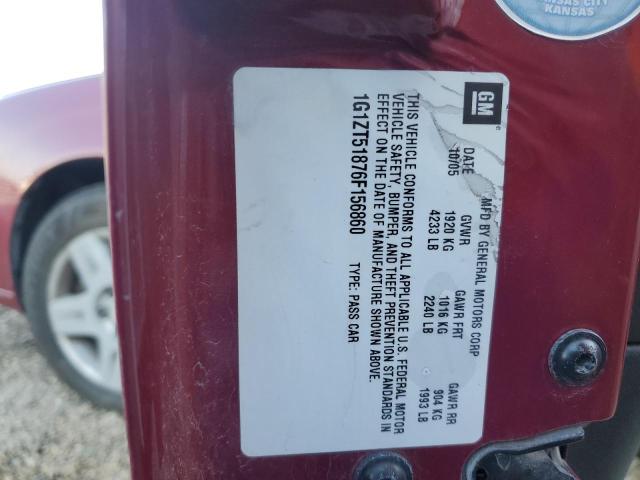 KANSAS CITY
KANSAS
GM
MFD BY GENERAL MOTORS CORP
DATE GVWR GAWR FRT GAWR RR
10/05 1920 KG 1016 KG 904 KG
4233 LB 2240 LB 1993 LB
THIS VEHICLE CONFORMS TO ALL APPLICABLE U.S. FEDERAL MOTOR
VEHICLE SAFETY, BUMPER, AND THEFT PREVENTION STANDARDS IN
EFFECT ON THE DATE OF MANUFACTURE SHOWN ABOVE.
1G1ZT51876F156860 TYPE: PASS CAR